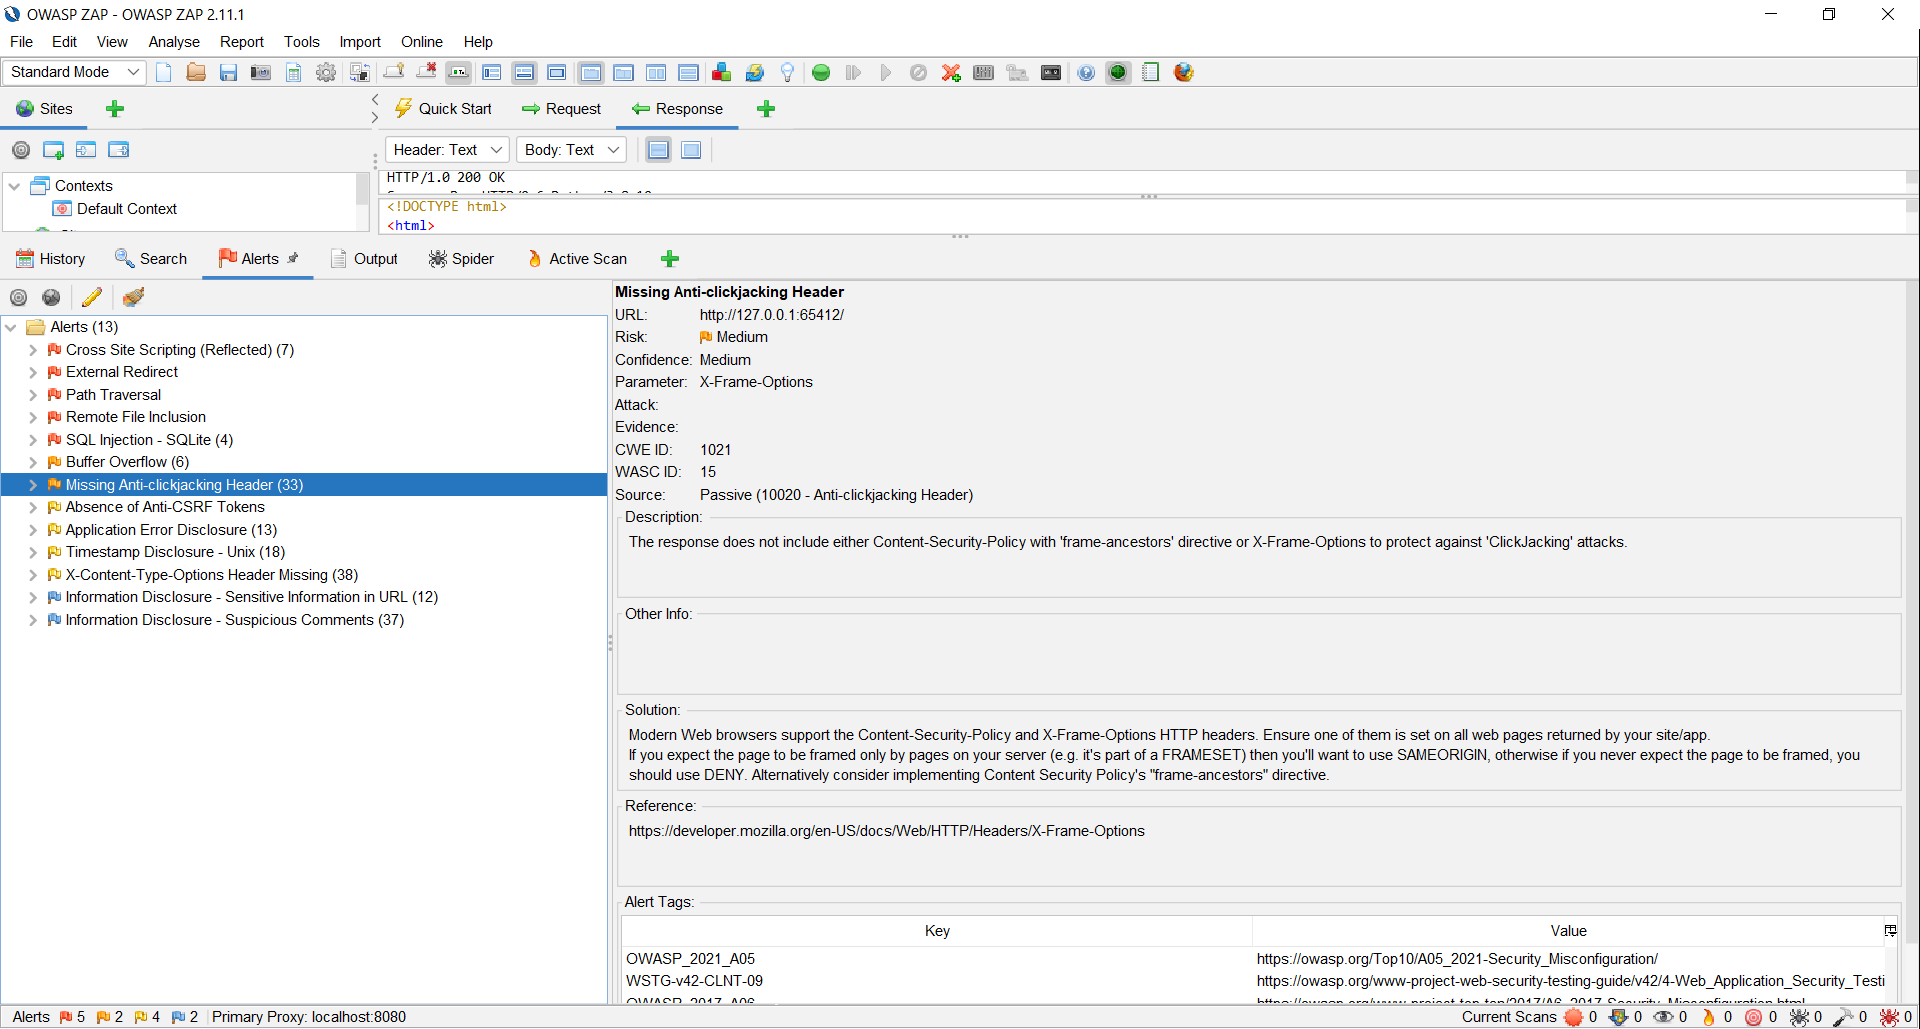 OWASP ZAP - OWASP ZAP 2.11.1
File Edit View Analyse Report Tools Import Online Help
Standard Mode
Sites
Quick Start Request Response
Header: Text Body: Text
Contexts
Default Context
HTTP/1.0 200 OK
<!DOCTYPE html>
<html>
History Search Alerts Output Spider Active Scan
Alerts (13)
Cross Site Scripting (Reflected) (7)
External Redirect
Path Traversal
Remote File Inclusion
SQL Injection - SQLite (4)
Buffer Overflow (6)
Missing Anti-clickjacking Header (33)
Absence of Anti-CSRF Tokens
Application Error Disclosure (13)
Timestamp Disclosure - Unix (18)
X-Content-Type-Options Header Missing (38)
Information Disclosure - Sensitive Information in URL (12)
Information Disclosure - Suspicious Comments (37)
Missing Anti-clickjacking Header
URL: http://127.0.0.1:65412/
Risk: Medium
Confidence: Medium
Parameter: X-Frame-Options
Attack:
Evidence:
CWE ID: 1021
WASC ID: 15
Source: Passive (10020 - Anti-clickjacking Header)
Description:
The response does not include either Content-Security-Policy with 'frame-ancestors' directive or X-Frame-Options to protect against 'ClickJacking' attacks.
Other Info:
Solution:
Modern Web browsers support the Content-Security-Policy and X-Frame-Options HTTP headers. Ensure one of them is set on all web pages returned by your site/app.
If you expect the page to be framed only by pages on your server (e.g. it's part of a FRAMESET) then you'll want to use SAMEORIGIN, otherwise if you never expect the page to be framed, you
should use DENY. Alternatively consider implementing Content Security Policy's "frame-ancestors" directive.
Reference:
https://developer.mozilla.org/en-US/docs/Web/HTTP/Headers/X-Frame-Options
Alert Tags:
Key Value
OWASP_2021_A05 https://owasp.org/Top10/A05_2021-Security_Misconfiguration/
WSTG-v42-CLNT-09 https://owasp.org/www-project-web-security-testing-guide/v42/4-Web_Application_Security_Testi
OWASP_2017_A06 https://owasp.org/www-project-top-ten/2017/A6_2017-Security_Misconfiguration.html
Alerts 5 2 4 2 Primary Proxy: localhost:8080
Current Scans 0 0 0 0 0 0 0 0